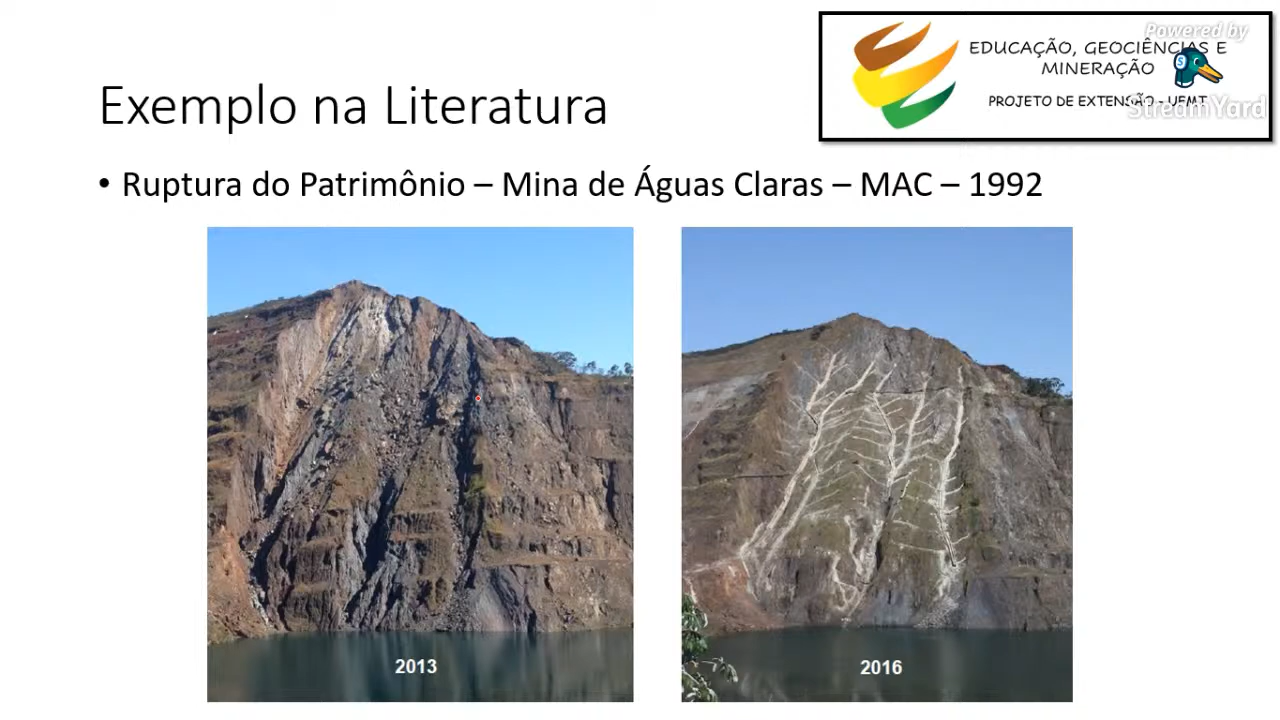 Powered by
EDUCAÇÃO, GEOCIÊNCIAS E
MINERAÇÃO
PROJETO DE EXTENSÃO - UFMT
StreamYard
Exemplo na Literatura
• Ruptura do Patrimônio – Mina de Águas Claras – MAC – 1992
2013
2016